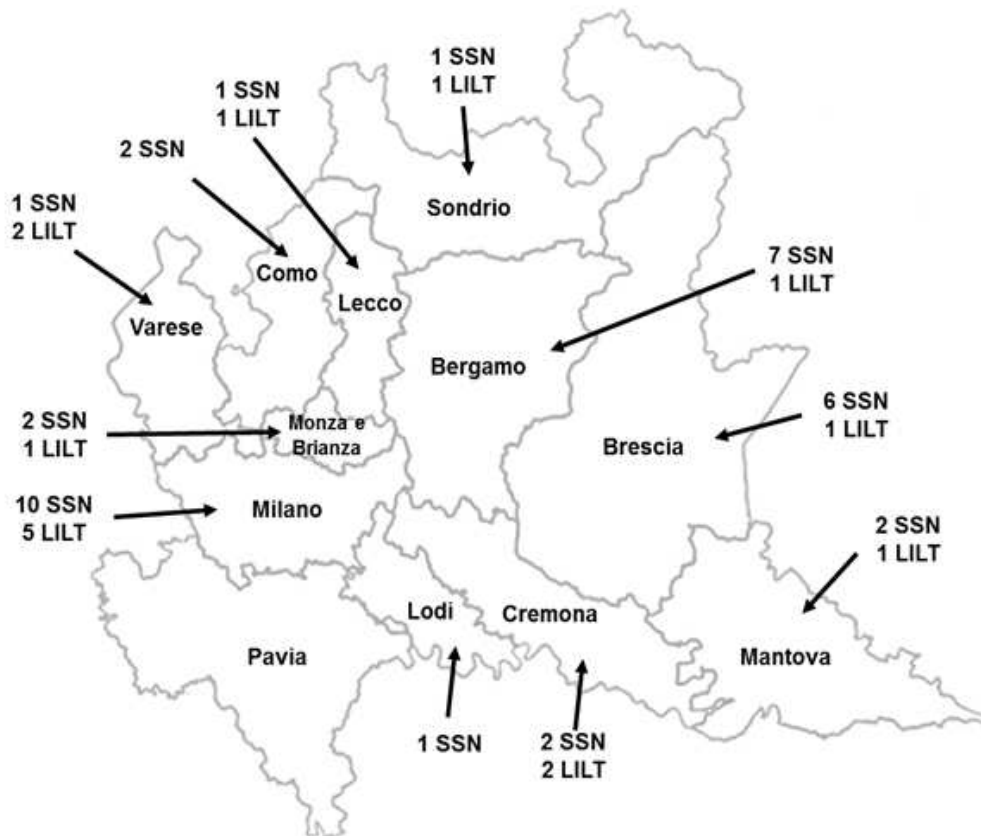 1 SSN
1 LILT
1 SSN
1 LILT
2 SSN
1 SSN
2 LILT
Sondrio
7 SSN
1 LILT
Como
Lecco
Varese
Bergamo
6 SSN
1 LILT
2 SSN
1 LILT
Monza e
Brianza
Brescia
10 SSN
5 LILT
Milano
2 SSN
1 LILT
Lodi
Cremona
Pavia
Mantova
1 SSN
2 SSN
2 LILT